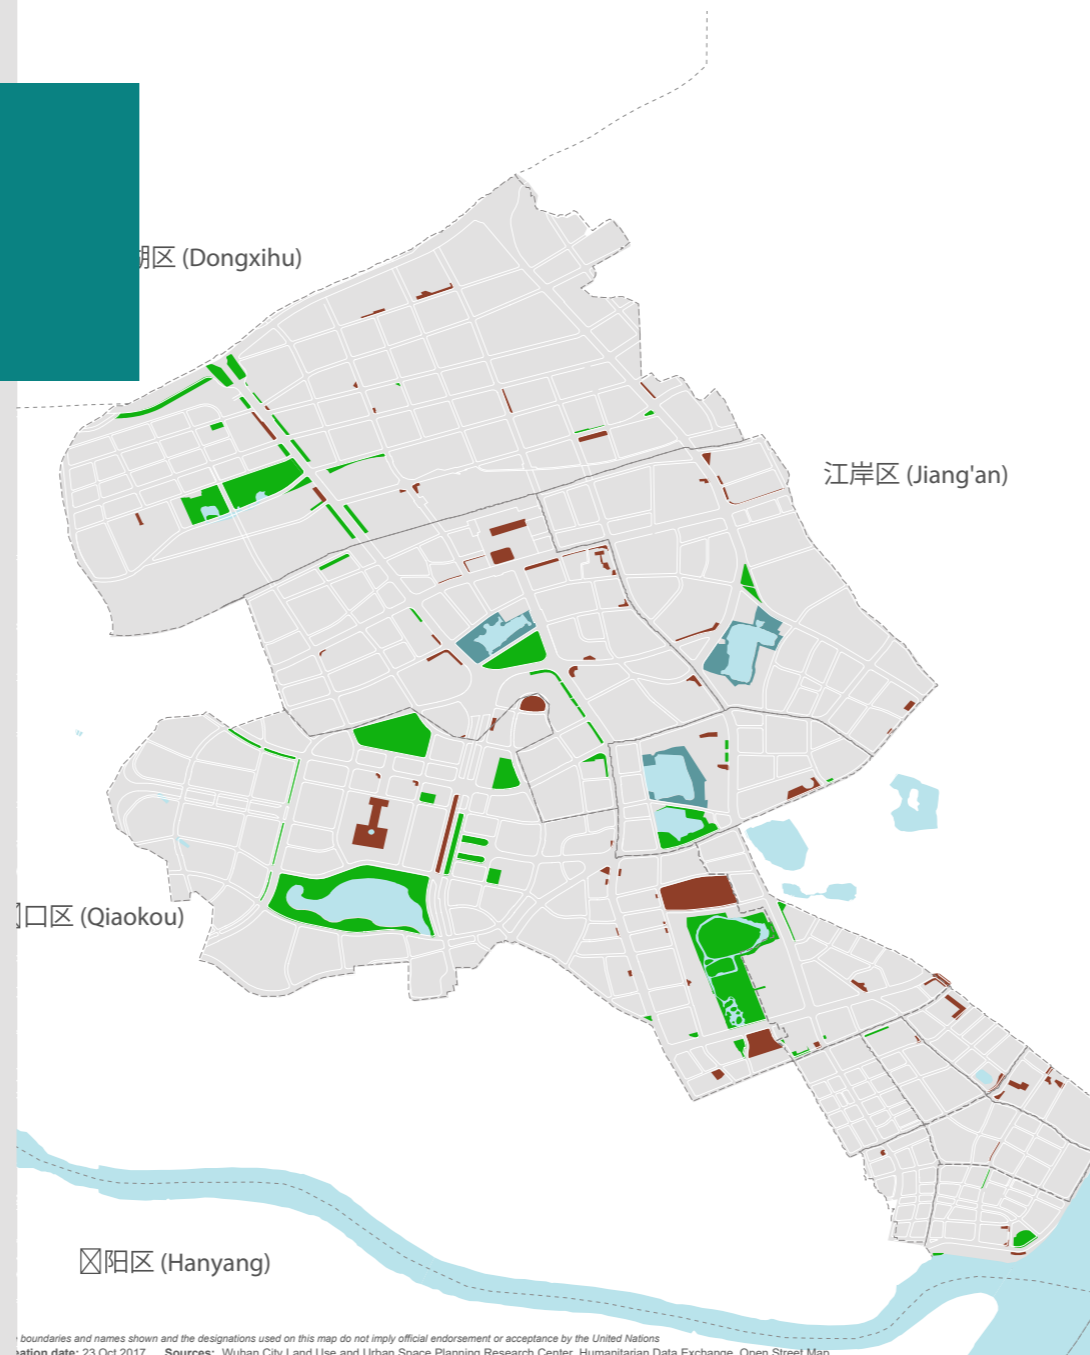 湖区 (Dongxihu)
江岸区 (Jiang'an)
口区 (Qiaokou)
阳区 (Hanyang)
boundaries and names shown and the designations used on this map do not imply official endorsement or acceptance by the United Nations
date: 23 Oct 2017 Sources: Wuhan City Land Use and Urban Space Planning Research Center, Humanitarian Data Exchange, Open Street Map